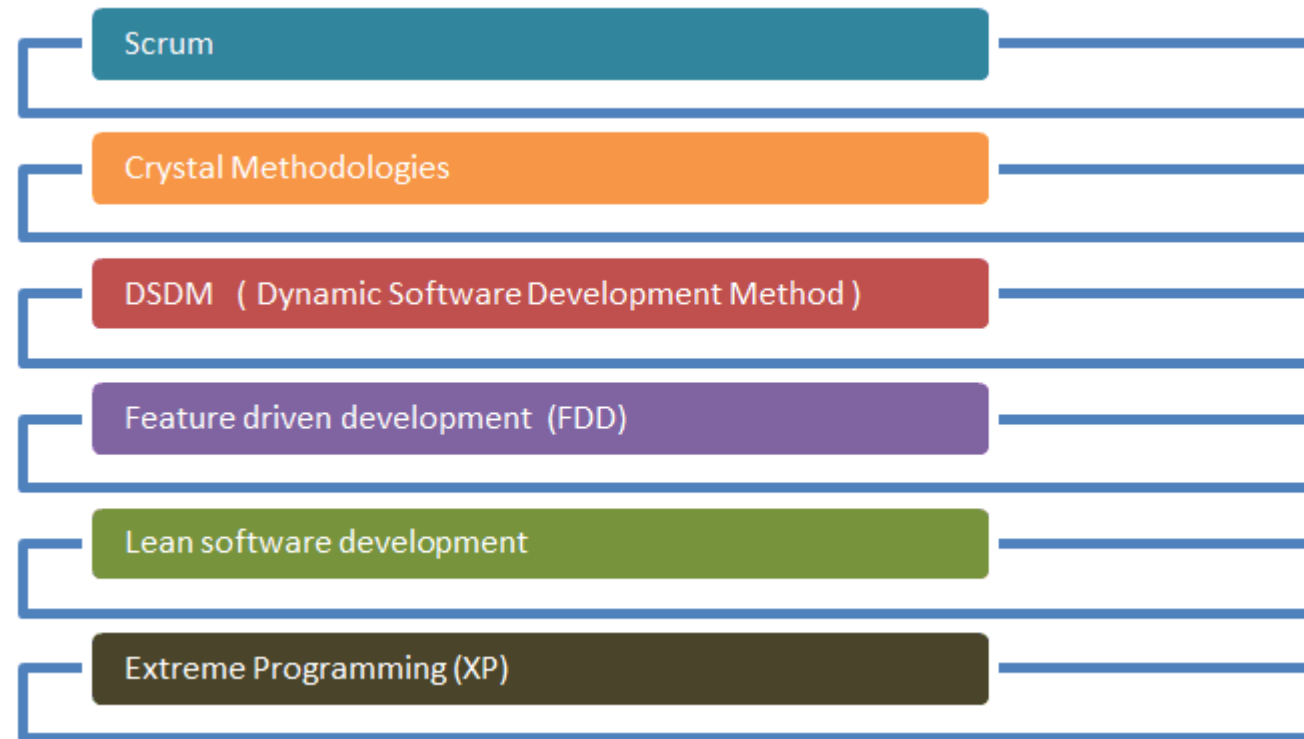 Scrum
Crystal Methodologies
DSDM ( Dynamic Software Development Method )
Feature driven development (FDD)
Lean software development
Extreme Programming (XP)